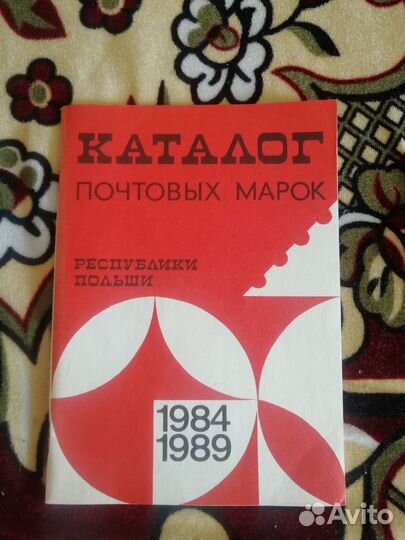 КАТАЛОГ
ПОЧТОВЫХ МАРОК
РЕСПУБЛИКИ
ПОЛЬШИ
1984
1989
Avito